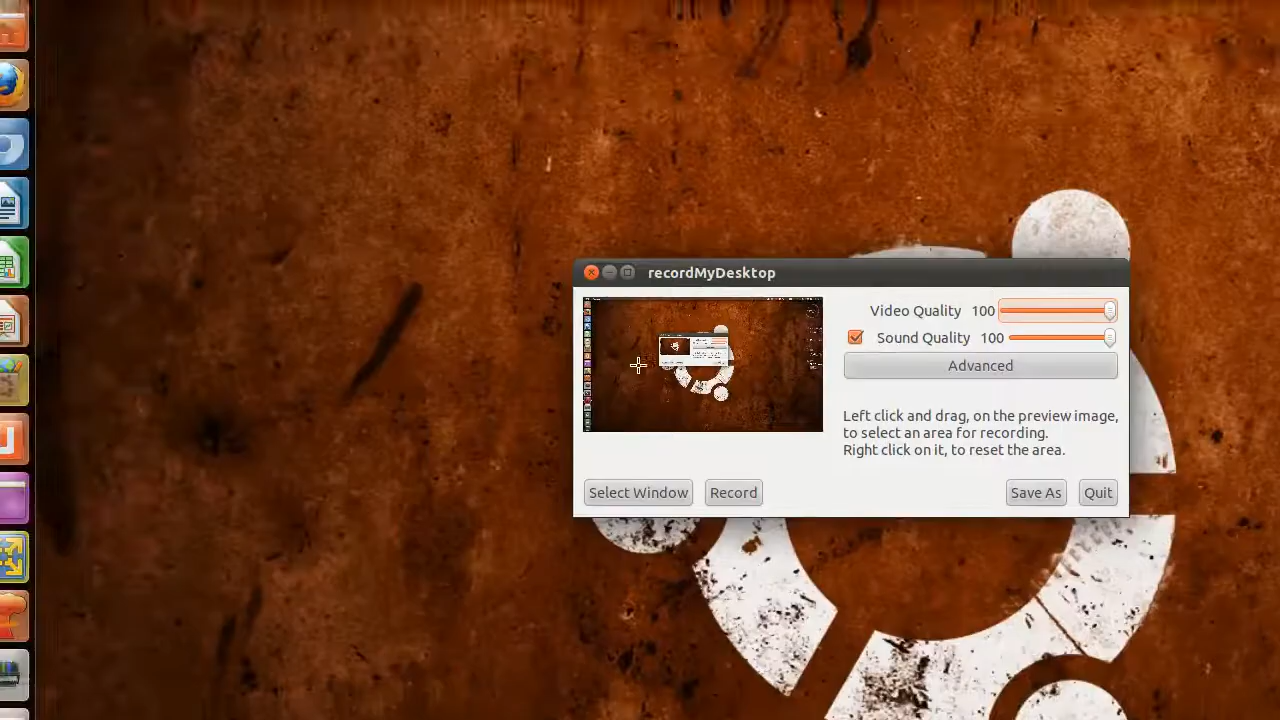 recordMyDesktop
Video Quality 100
Sound Quality 100
Advanced
Left click and drag, on the preview image,
to select an area for recording.
Right click on it, to reset the area.
Select Window Record Save As Quit